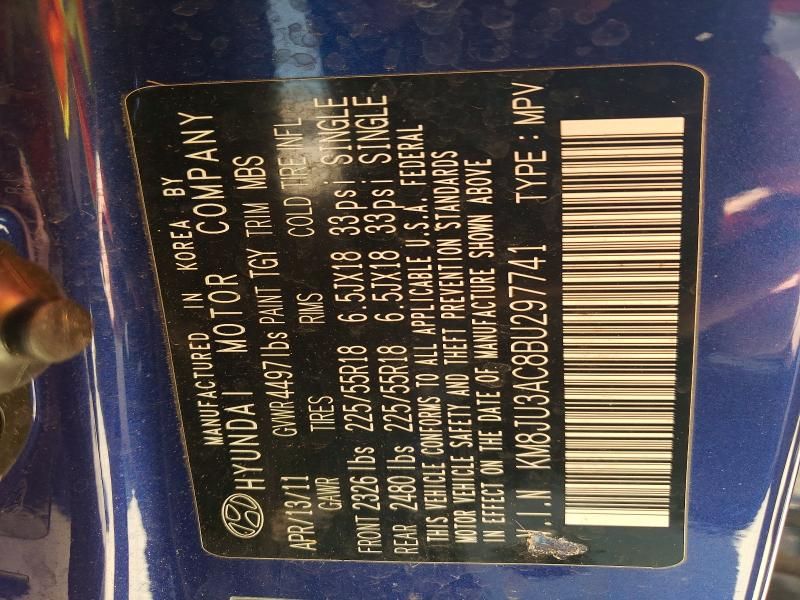 MANUFACTURED IN KOREA BY
HYUNDAI MOTOR COMPANY
APR/13/11 GVWR 4497 lbs PAINT TGY TRIM MBS
GAWR TIRES RIMS COLD TIRE INFL
FRONT 2326 lbs 225/55R18 6.5JX18 33psi SINGLE
REAR 2480 lbs 225/55R18 6.5JX18 33psi SINGLE
THIS VEHICLE CONFORMS TO ALL APPLICABLE U.S.A. FEDERAL
MOTOR VEHICLE SAFETY AND THEFT PREVENTION STANDARDS
IN EFFECT ON THE DATE OF MANUFACTURE SHOWN ABOVE
.I.N KM8JU3AC8BU297741 TYPE : MPV